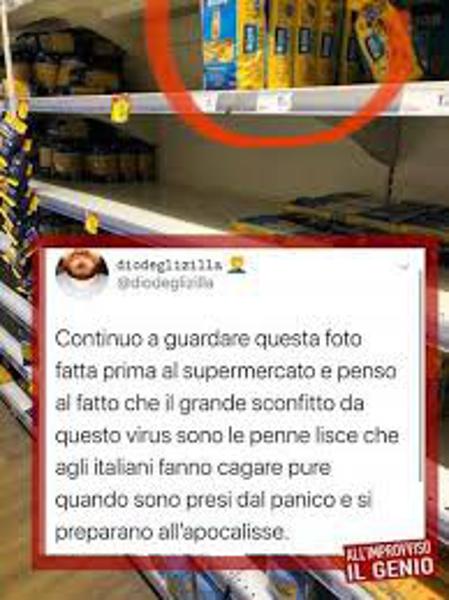 diodeglizilla
@diodeglizilla
Continuo a guardare questa foto
fatta prima al supermercato e penso
al fatto che il grande sconfitto da
questo virus sono le penne lisce che
agli italiani fanno cagare pure
quando sono presi dal panico e si
preparano all'apocalisse.
ALL'IMPROVVISO
IL GENIO